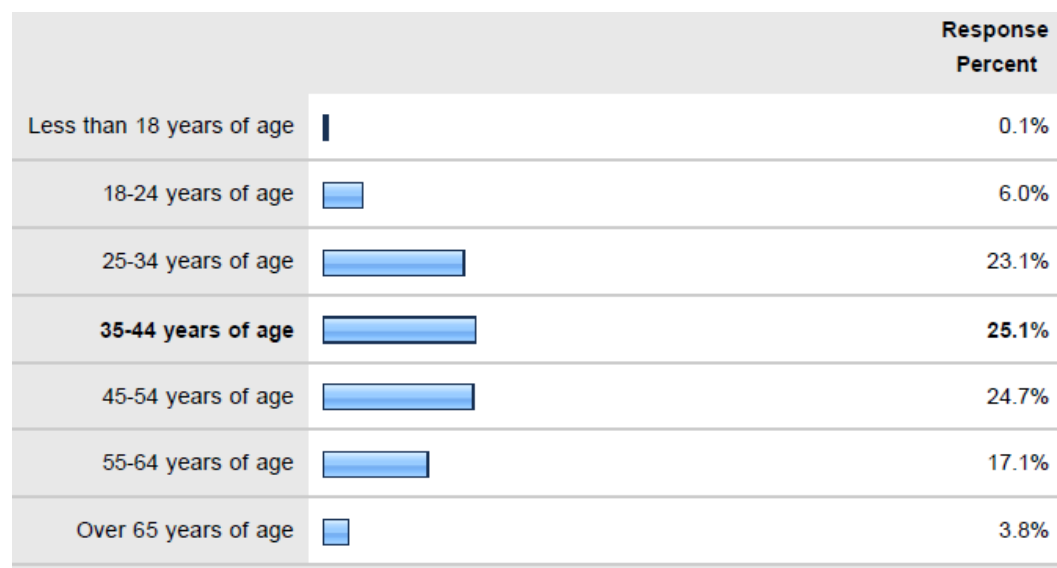 Response
Percent
Less than 18 years of age 0.1%
18-24 years of age 6.0%
25-34 years of age 23.1%
35-44 years of age 25.1%
45-54 years of age 24.7%
55-64 years of age 17.1%
Over 65 years of age 3.8%